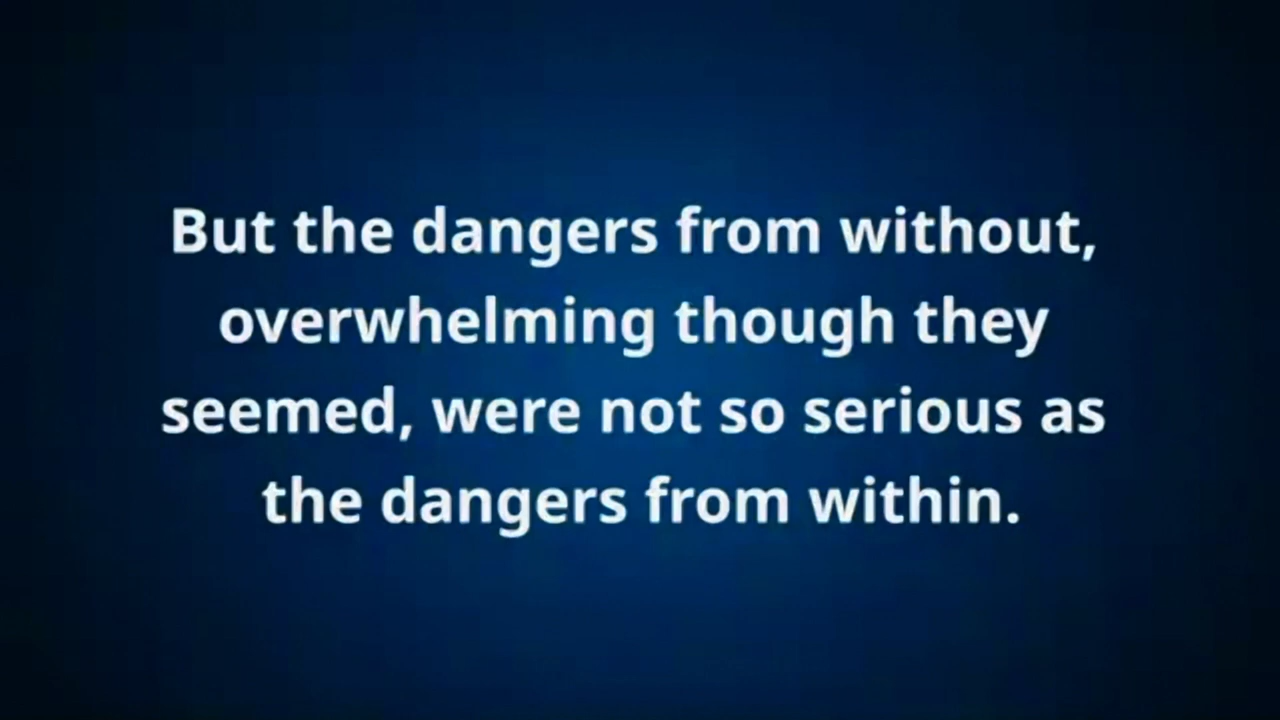 But the dangers from without,
overwhelming though they
seemed, were not so serious as
the dangers from within.